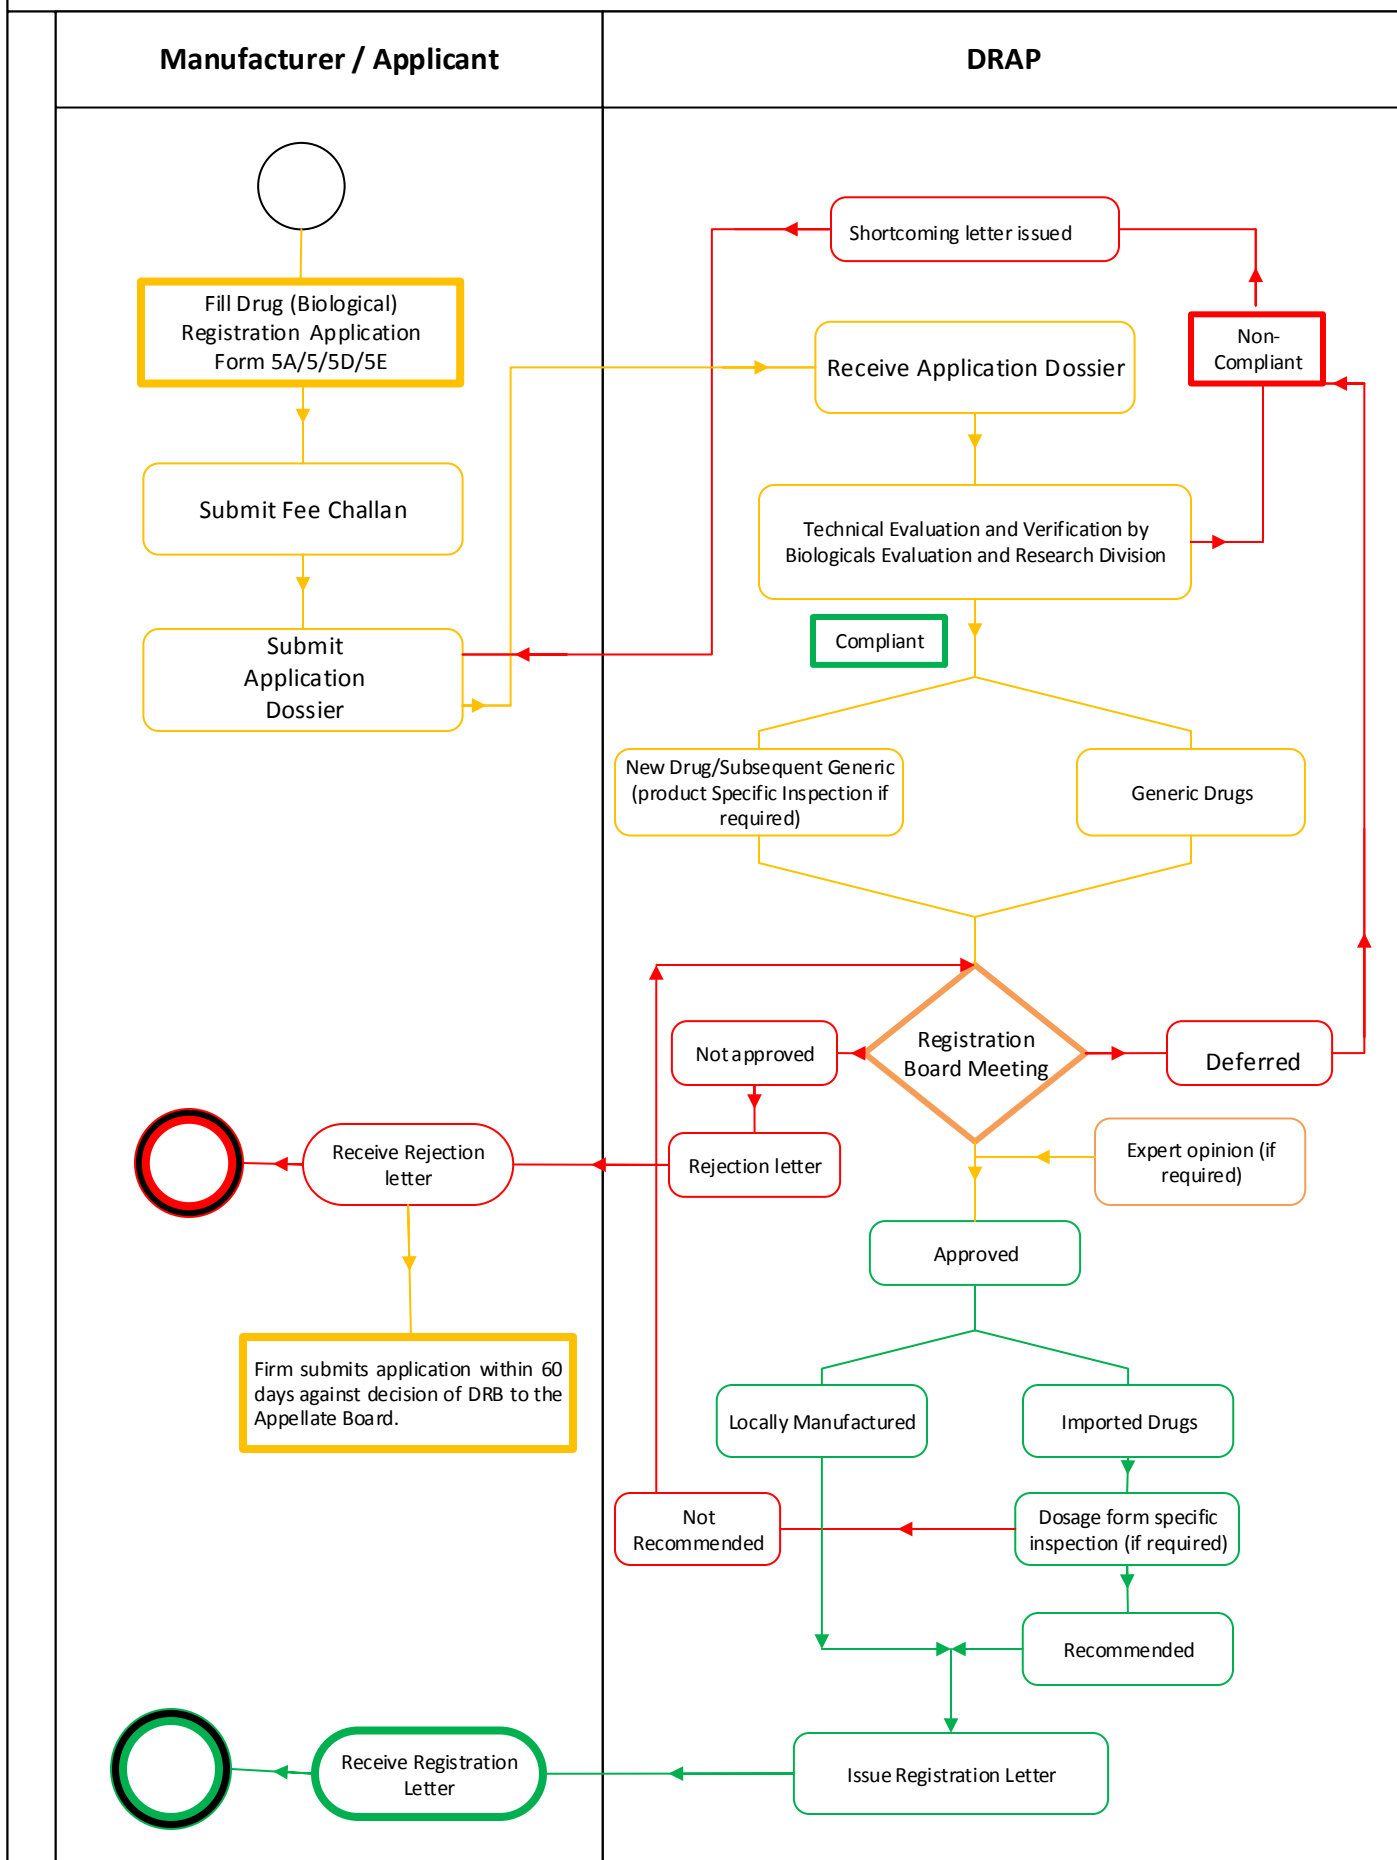 Manufacturer / Applicant
DRAP
Shortcoming letter issued
Fill Drug (Biological)
Registration Application
Form 5A/5/5D/5E
Non-
Compliant
Receive Application Dossier
Submit Fee Challan
Technical Evaluation and Verification by
Biologicals Evaluation and Research Division
Compliant
Submit
Application
Dossier
New Drug/Subsequent Generic
(product Specific Inspection if
required)
Generic Drugs
Not approved
Registration
Board Meeting
Deferred
Receive Rejection
letter
Rejection letter
Expert opinion (if
required)
Approved
Firm submits application within 60
days against decision of DRB to the
Appellate Board.
Locally Manufactured
Imported Drugs
Not
Recommended
Dosage form specific
inspection (if required)
Recommended
Receive Registration
Letter
Issue Registration Letter